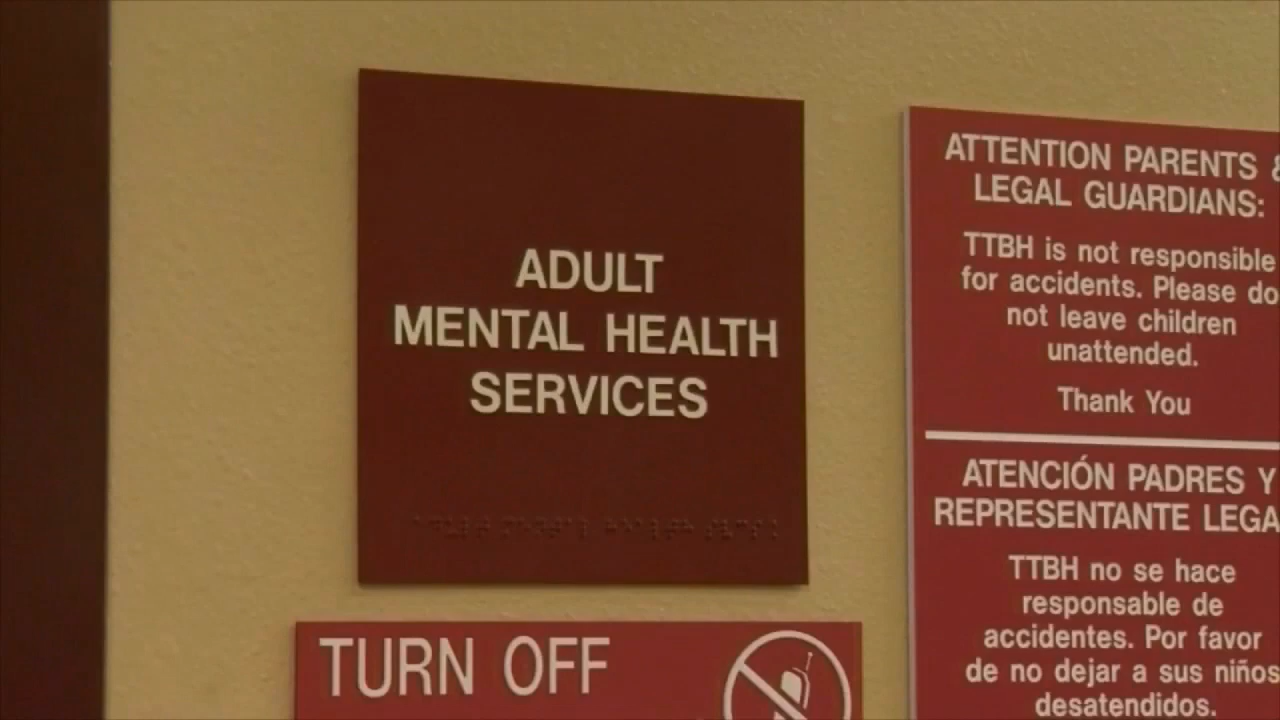 ADULT
MENTAL HEALTH
SERVICES
TURN OFF
ATTENTION PARENTS &
LEGAL GUARDIANS:
TTBH is not responsible
for accidents. Please do
not leave children
unattended.
Thank You
ATENCIÓN PADRES Y
REPRESENTANTE LEGA
TTBH no se hace
responsable de
accidentes. Por favor
de no dejar a sus niños
desatendidos.